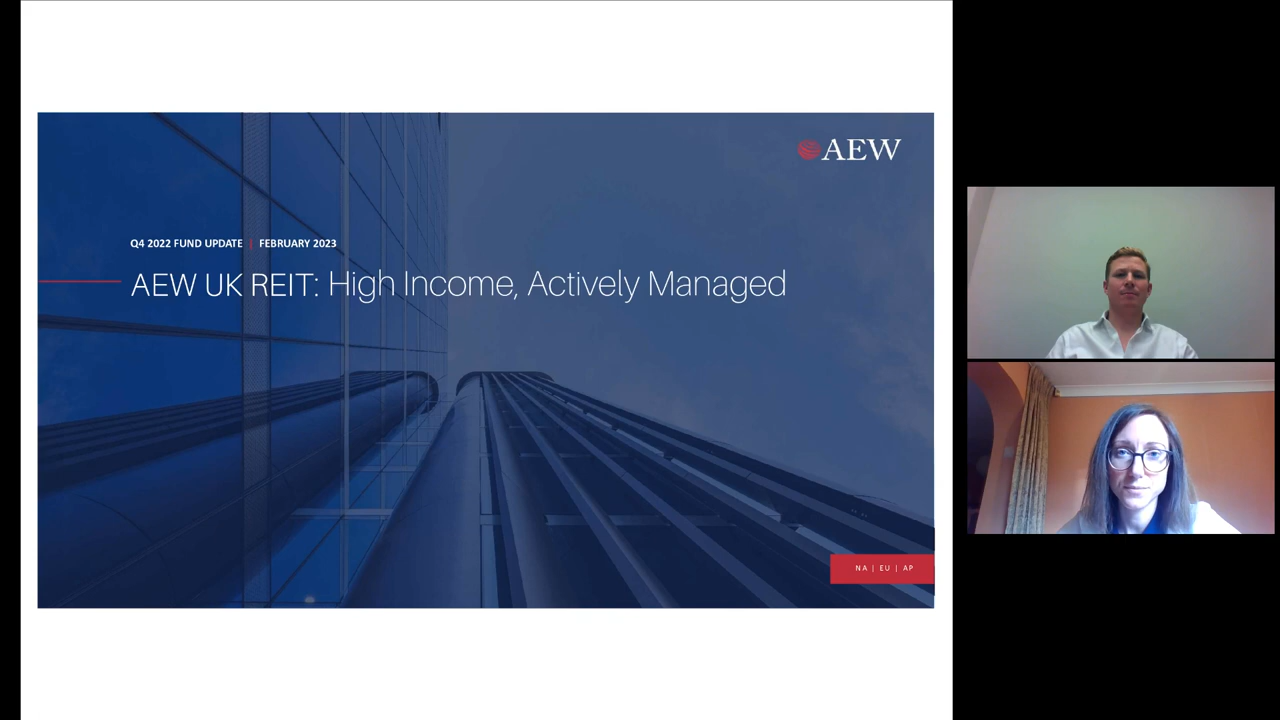 AEW
Q4 2022 FUND UPDATE | FEBRUARY 2023
AEW UK REIT: High Income, Actively Managed
NA | EU | AP